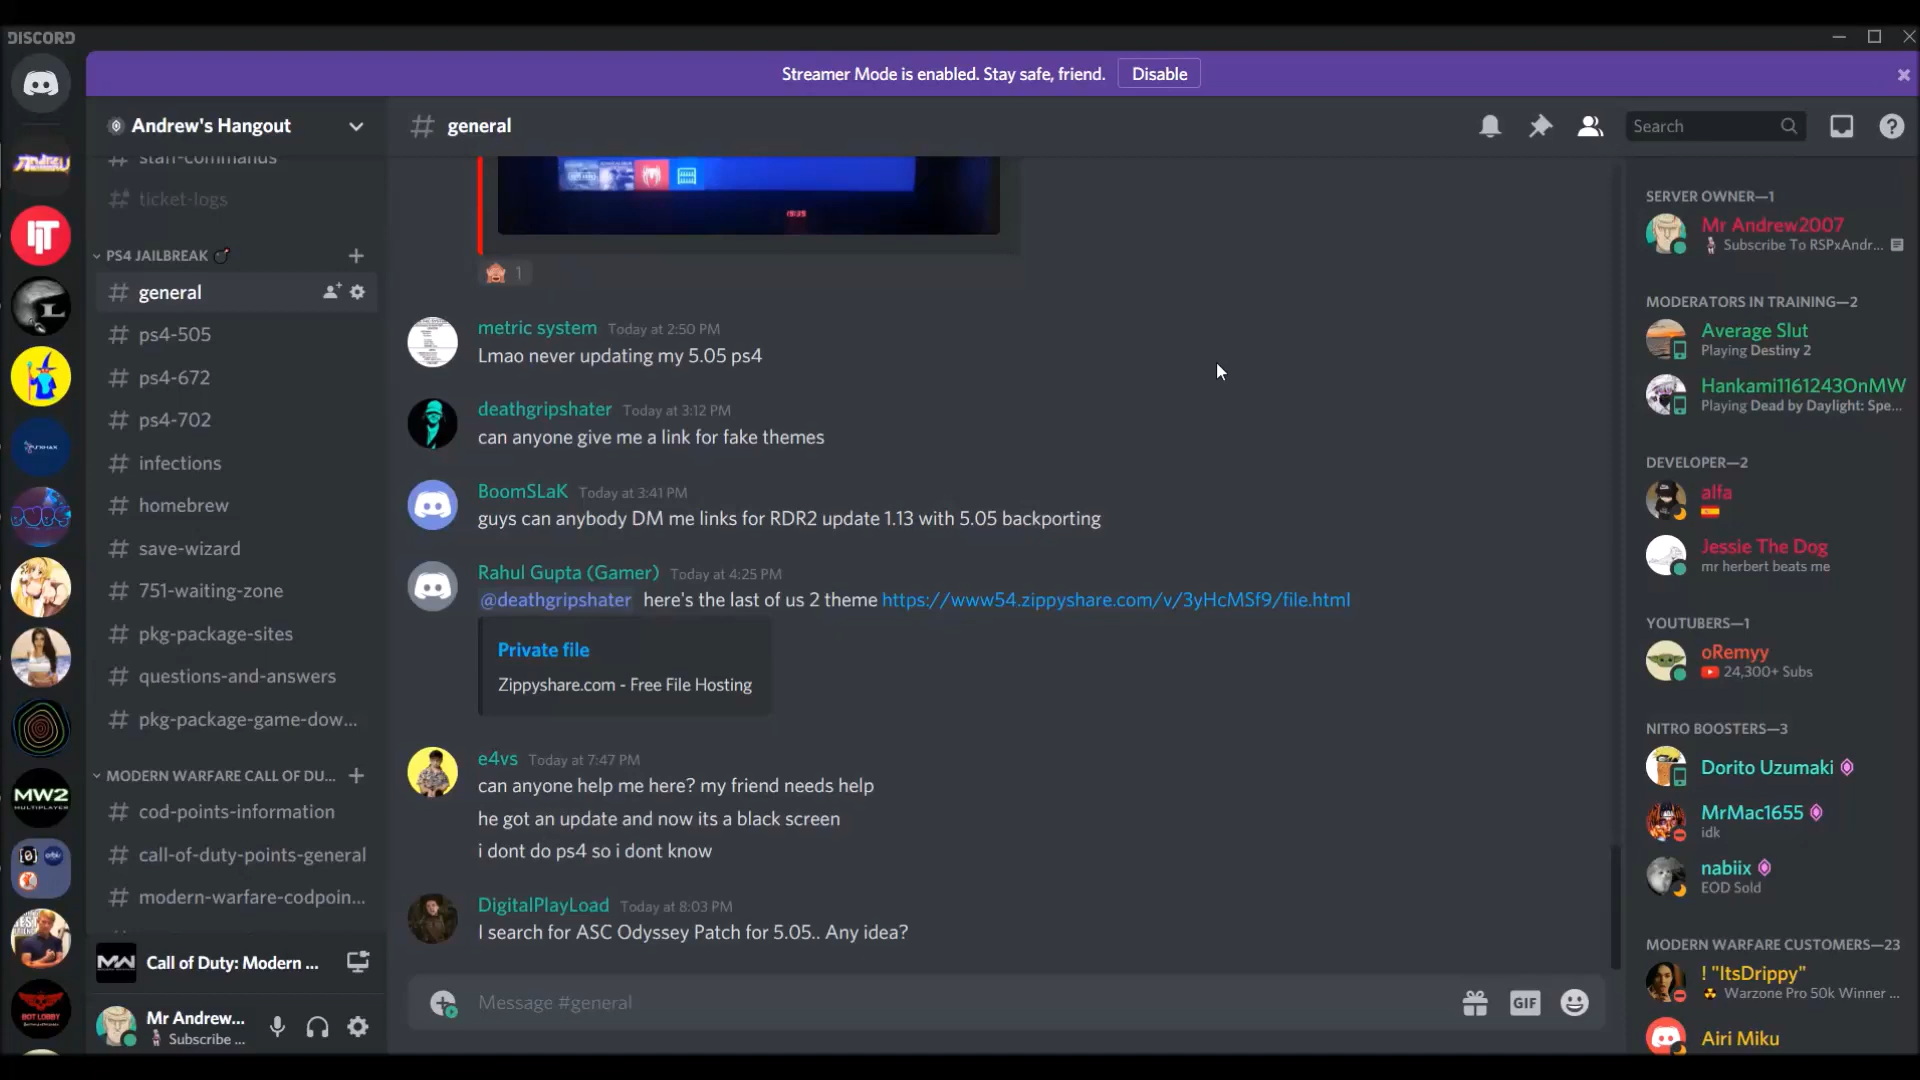 DISCORD
Streamer Mode is enabled. Stay safe, friend.
Disable
Andrew's Hangout
general
Search
staff-commands
ticket-logs
PS4 JAILBREAK
general
ps4-505
ps4-672
ps4-702
infections
homebrew
save-wizard
751-waiting-zone
pkg-package-sites
questions-and-answers
pkg-package-game-dow...
MODERN WARFARE CALL OF DU...
cod-points-information
call-of-duty-points-general
modern-warfare-codpoin...
MW2
MULTIPLAYER
BOT LOBBY
Call of Duty: Modern ...
Mr Andrew...
Subscribe ...
1
metric system Today at 2:50 PM
Lmao never updating my 5.05 ps4
deathgripshater Today at 3:12 PM
can anyone give me a link for fake themes
BoomSLaK Today at 3:41 PM
guys can anybody DM me links for RDR2 update 1.13 with 5.05 backporting
Rahul Gupta (Gamer) Today at 4:25 PM
@deathgripshater here's the last of us 2 theme https://www54.zippyshare.com/v/3yHcMSf9/file.html
Private file
Zippyshare.com - Free File Hosting
e4vs Today at 7:47 PM
can anyone help me here? my friend needs help
he got an update and now its a black screen
i dont do ps4 so i dont know
DigitalPlayLoad Today at 8:03 PM
I search for ASC Odyssey Patch for 5.05.. Any idea?
Message #general
GIF
SERVER OWNER—1
Mr Andrew2007
Subscribe To RSPxAndr...
MODERATORS IN TRAINING—2
Average Slut
Playing Destiny 2
Hankami1161243OnMW
Playing Dead by Daylight: Spe...
DEVELOPER—2
alfa
Jessie The Dog
mr herbert beats me
YOUTUBERS—1
oRemyy
24,300+ Subs
NITRO BOOSTERS—3
Dorito Uzumaki
MrMac1655
idk
nabiix
EOD Sold
MODERN WARFARE CUSTOMERS—23
! "ItsDrippy"
Warzone Pro 50k Winner ...
Airi Miku